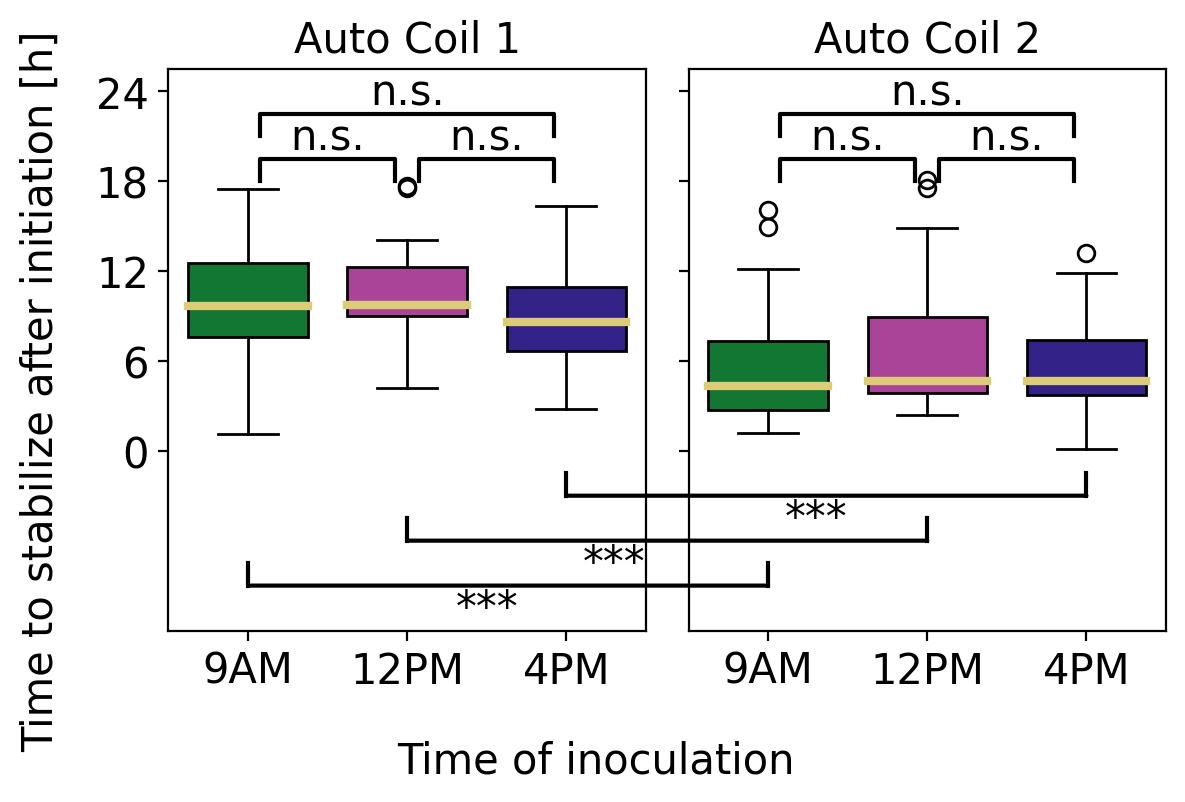 Auto Coil 1
Auto Coil 2
Time to stabilize after initiation [h]
24
18
12
6
0
n.s.
n.s. n.s.
n.s.
n.s. n.s.
***
***
***
9AM 12PM 4PM
9AM 12PM 4PM
Time of inoculation